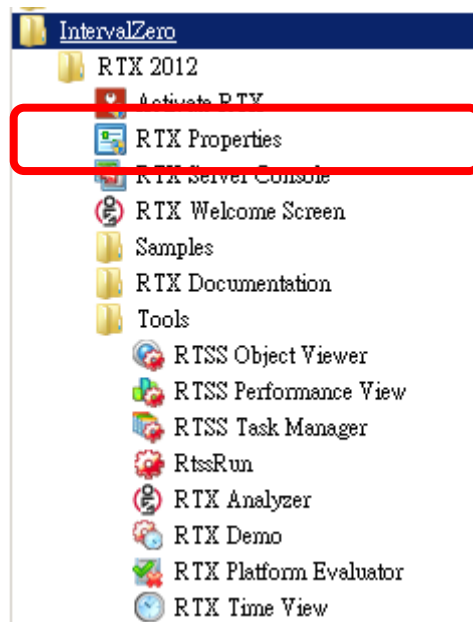 IntervalZero
RTX 2012
Activate RTX
RTX Properties
RTX Server Console
RTX Welcome Screen
Samples
RTX Documentation
Tools
RTSS Object Viewer
RTSS Performance View
RTSS Task Manager
RtssRun
RTX Analyzer
RTX Demo
RTX Platform Evaluator
RTX Time View